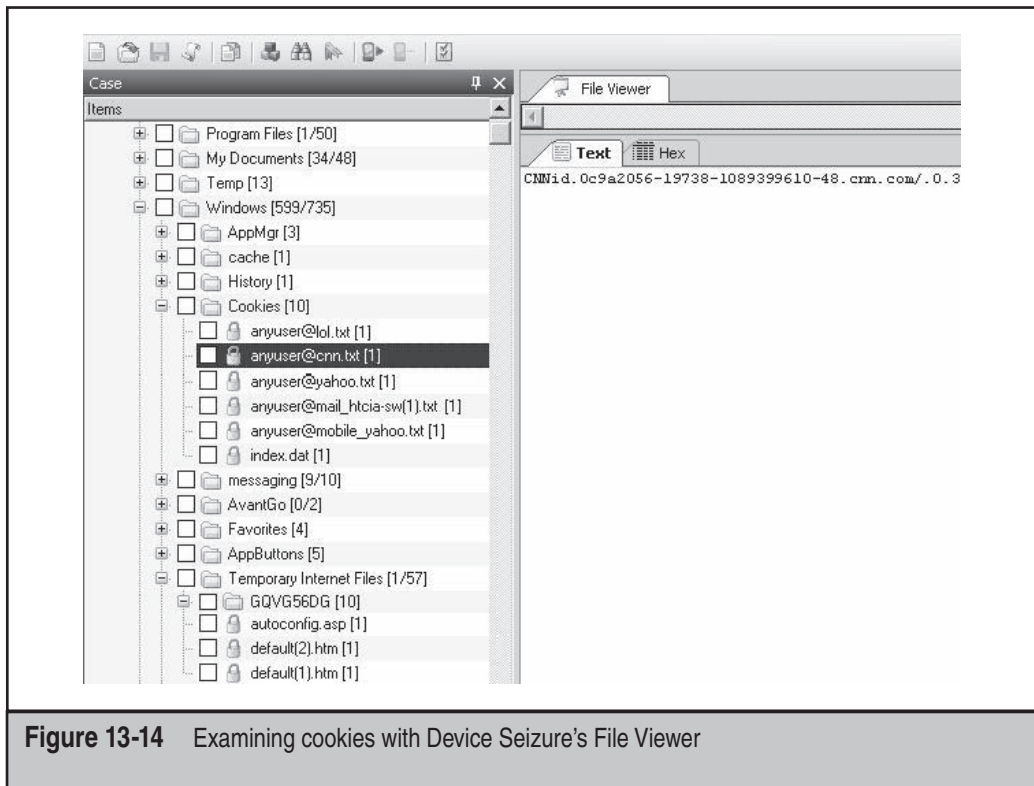 Case
Items
Program Files [1/50]
My Documents [34/48]
Temp [13]
Windows [599/735]
AppMgr [3]
cache [1]
History [1]
Cookies [10]
anyuser@lol.txt [1]
anyuser@cnn.txt [1]
anyuser@yahoo.txt [1]
anyuser@mail_htcia-sw(1).txt [1]
anyuser@mobile_yahoo.txt [1]
index.dat [1]
messaging [9/10]
AvantGo [0/2]
Favorites [4]
AppButtons [5]
Temporary Internet Files [1/57]
GQVG56DG [10]
autoconfig.asp [1]
default(2).htm [1]
default(1).htm [1]
File Viewer
Text
Hex
CNNid.0c9a2056-19738-1089399610-48.cnn.com/.0.3
Figure 13-14 Examining cookies with Device Seizure's File Viewer